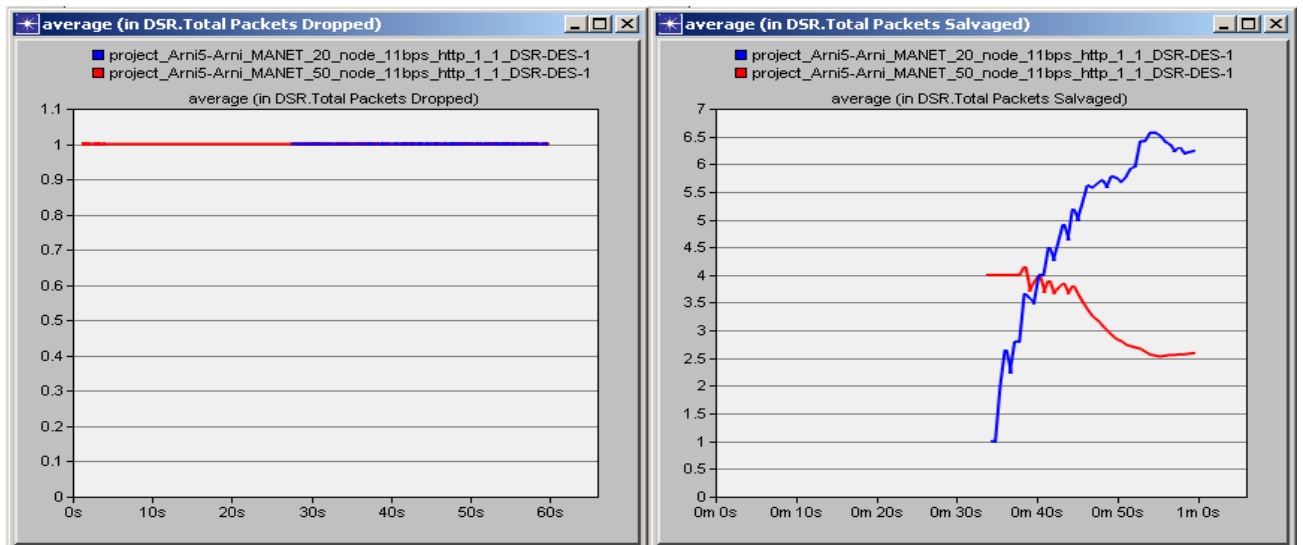 average (in DSR.Total Packets Dropped)
project_Arni5-Arni_MANET_20_node_11bps_http_1_1_DSR-DES-1
project_Arni5-Arni_MANET_50_node_11bps_http_1_1_DSR-DES-1
average (in DSR.Total Packets Dropped)
1.1
1
0.9
0.8
0.7
0.6
0.5
0.4
0.3
0.2
0.1
0
0s 10s 20s 30s 40s 50s 60s
average (in DSR.Total Packets Salvaged)
project_Arni5-Arni_MANET_20_node_11bps_http_1_1_DSR-DES-1
project_Arni5-Arni_MANET_50_node_11bps_http_1_1_DSR-DES-1
average (in DSR.Total Packets Salvaged)
7
6.5
6
5.5
5
4.5
4
3.5
3
2.5
2
1.5
1
0.5
0
0m 0s 0m 10s 0m 20s 0m 30s 0m 40s 0m 50s 1m 0s